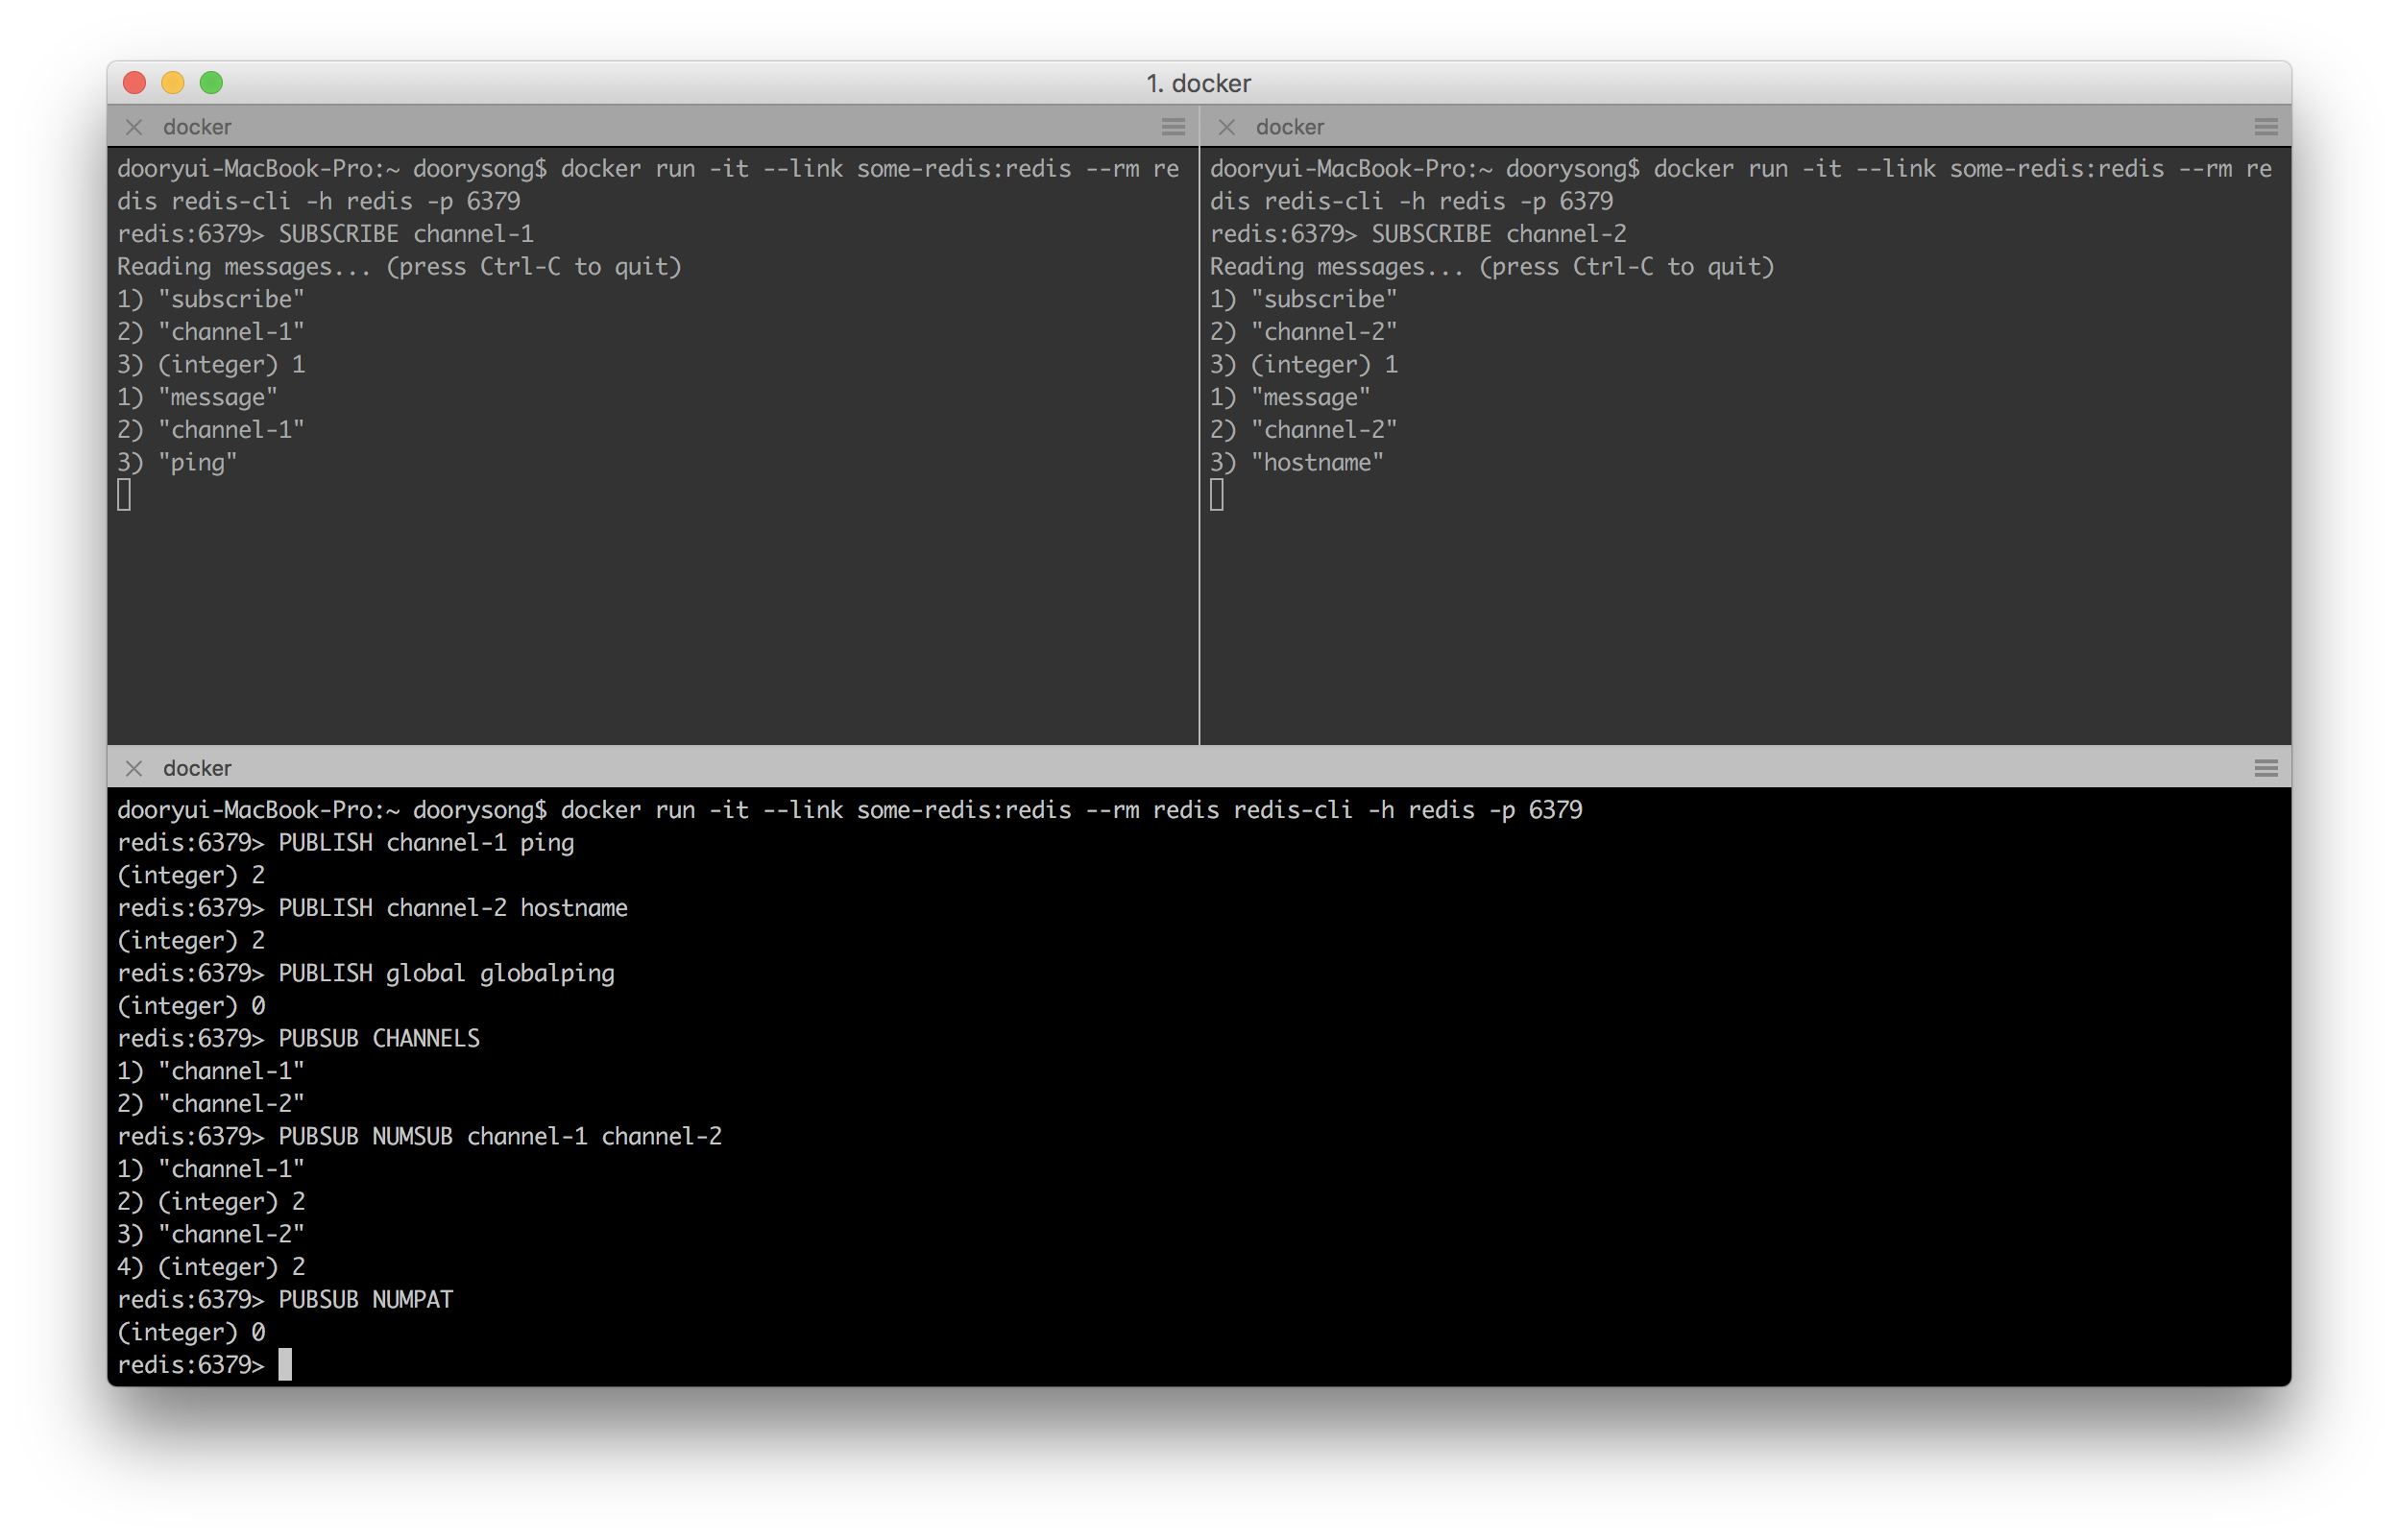 1. docker
docker
dooryui-MacBook-Pro:~ doorysong$ docker run -it --link some-redis:redis --rm re
dis redis-cli -h redis -p 6379
redis:6379> SUBSCRIBE channel-1
Reading messages... (press Ctrl-C to quit)
1) "subscribe"
2) "channel-1"
3) (integer) 1
1) "message"
2) "channel-1"
3) "ping"
docker
dooryui-MacBook-Pro:~ doorysong$ docker run -it --link some-redis:redis --rm re
dis redis-cli -h redis -p 6379
redis:6379> SUBSCRIBE channel-2
Reading messages... (press Ctrl-C to quit)
1) "subscribe"
2) "channel-2"
3) (integer) 1
1) "message"
2) "channel-2"
3) "hostname"
docker
dooryui-MacBook-Pro:~ doorysong$ docker run -it --link some-redis:redis --rm redis redis-cli -h redis -p 6379
redis:6379> PUBLISH channel-1 ping
(integer) 2
redis:6379> PUBLISH channel-2 hostname
(integer) 2
redis:6379> PUBLISH global globalping
(integer) 0
redis:6379> PUBSUB CHANNELS
1) "channel-1"
2) "channel-2"
redis:6379> PUBSUB NUMSUB channel-1 channel-2
1) "channel-1"
2) (integer) 2
3) "channel-2"
4) (integer) 2
redis:6379> PUBSUB NUMPAT
(integer) 0
redis:6379>